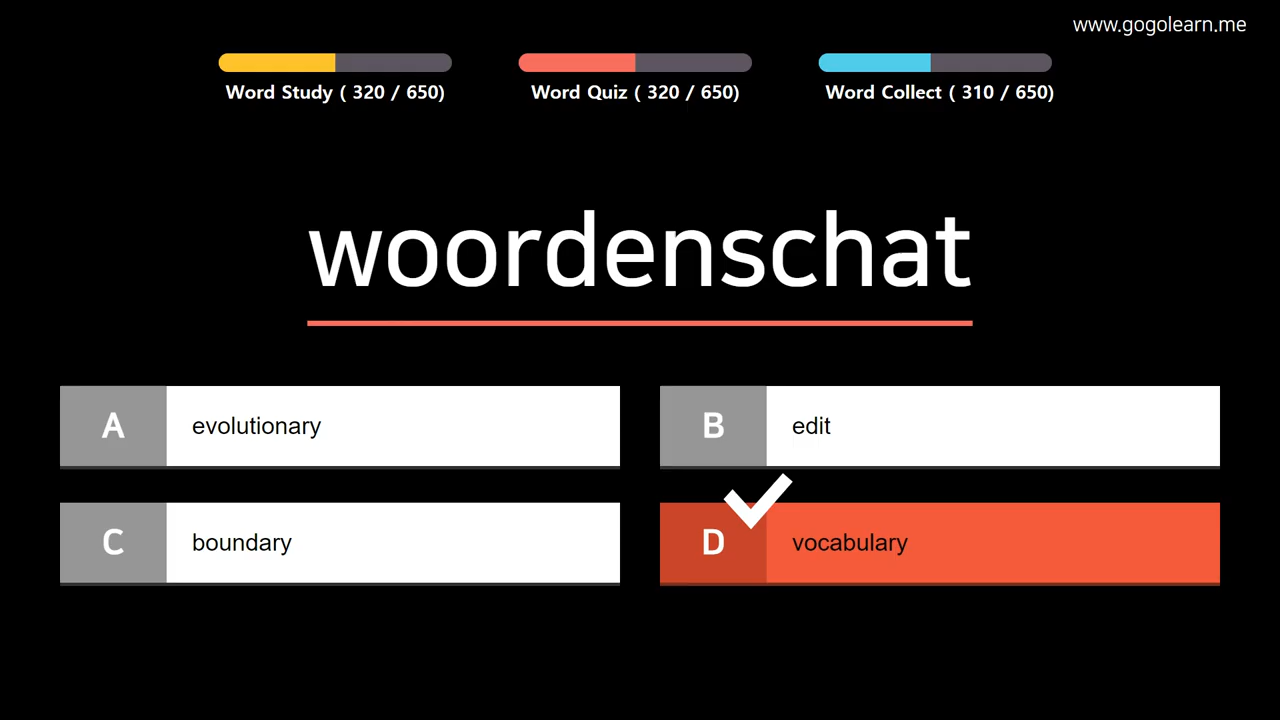 www.gogolearn.me
Word Study ( 320 / 650)
Word Quiz ( 320 / 650)
Word Collect ( 310 / 650)
woordenschat
A evolutionary
B edit
C boundary
D vocabulary